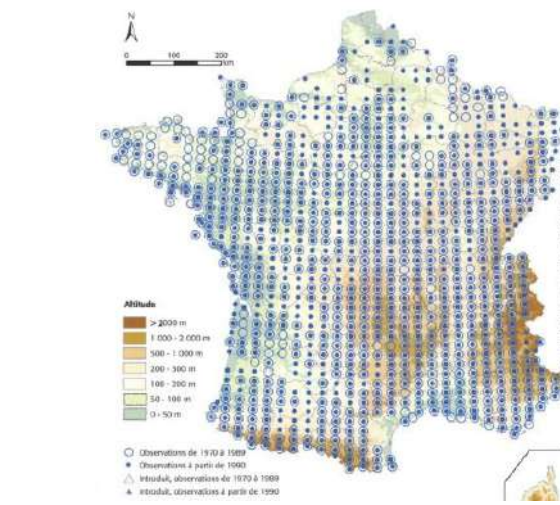 N
0 100 200
km
Altitude
> 2000 m
1 000 - 2 000 m
500 - 1 000 m
200 - 500 m
100 - 200 m
50 - 100 m
0 - 50 m
Observations de 1970 à 1989
Observations à partir de 1990
Introduit, observations de 1970 à 1989
Introduit, observations à partir de 1990